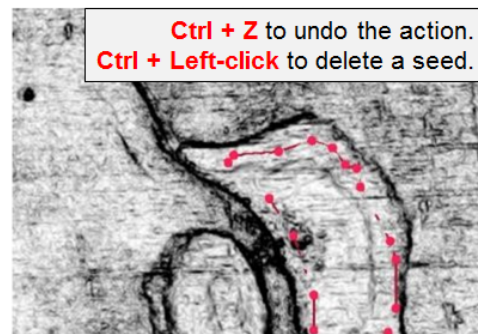 Ctrl + Z to undo the action.
Ctrl + Left-click to delete a seed.